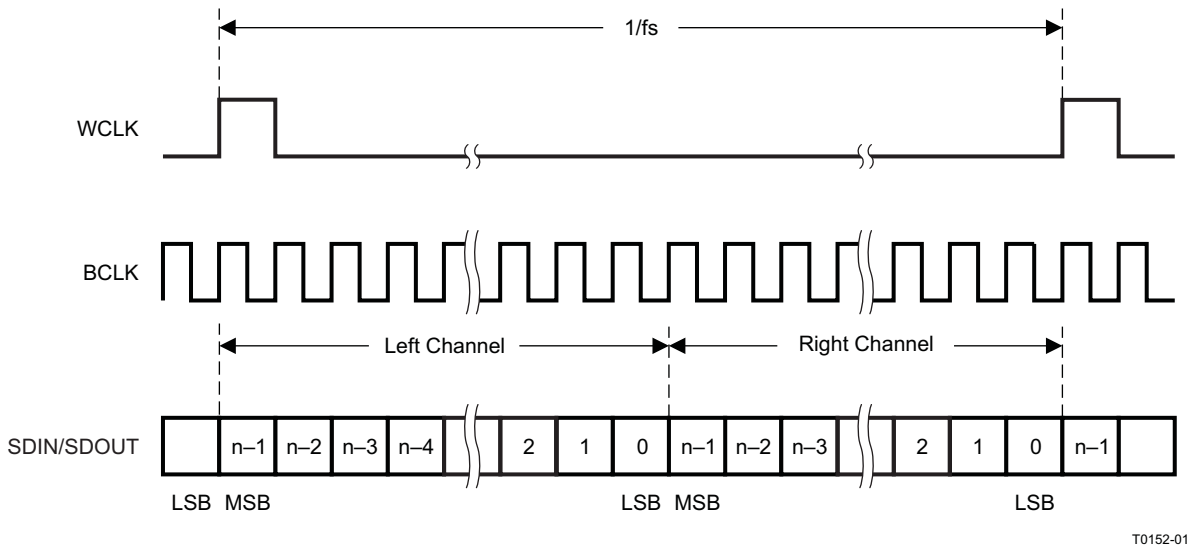 1/fs
WCLK
BCLK
Left Channel Right Channel
SDIN/SDOUT n–1 n–2 n–3 n–4 2 1 0 n–1 n–2 n–3 2 1 0 n–1
LSB MSB LSB MSB LSB
T0152-01